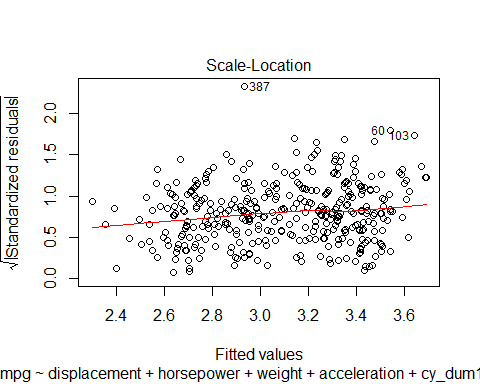 Scale-Location
√|Standardized residuals|
0.0 0.5 1.0 1.5 2.0
387
60 103
2.4 2.6 2.8 3.0 3.2 3.4 3.6
Fitted values
mpg ~ displacement + horsepower + weight + acceleration + cy_dum1